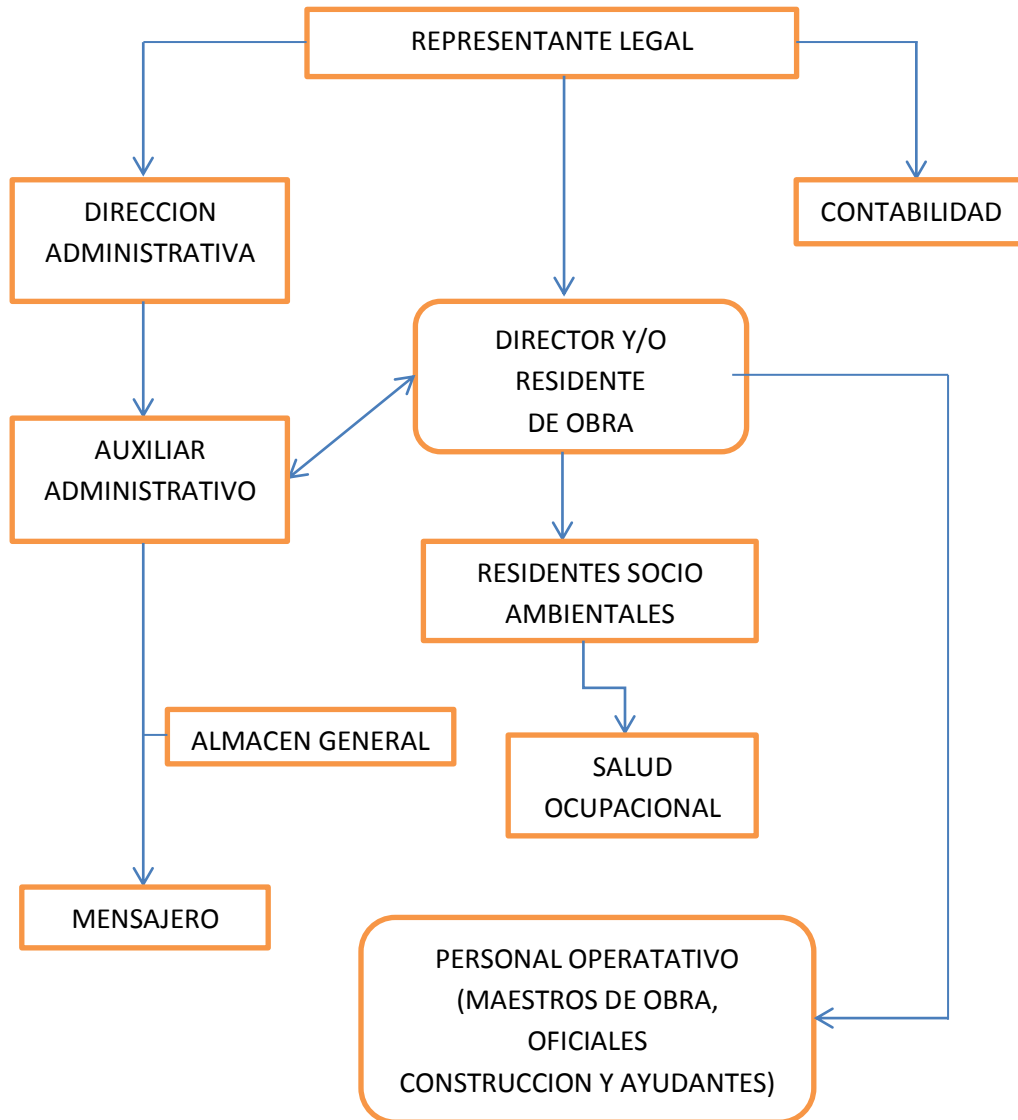 REPRESENTANTE LEGAL
DIRECCION
ADMINISTRATIVA
CONTABILIDAD
DIRECTOR Y/O
RESIDENTE
DE OBRA
AUXILIAR
ADMINISTRATIVO
RESIDENTES SOCIO
AMBIENTALES
ALMACEN GENERAL
SALUD
OCUPACIONAL
MENSAJERO
PERSONAL OPERATATIVO
(MAESTROS DE OBRA,
OFICIALES
CONSTRUCCION Y AYUDANTES)